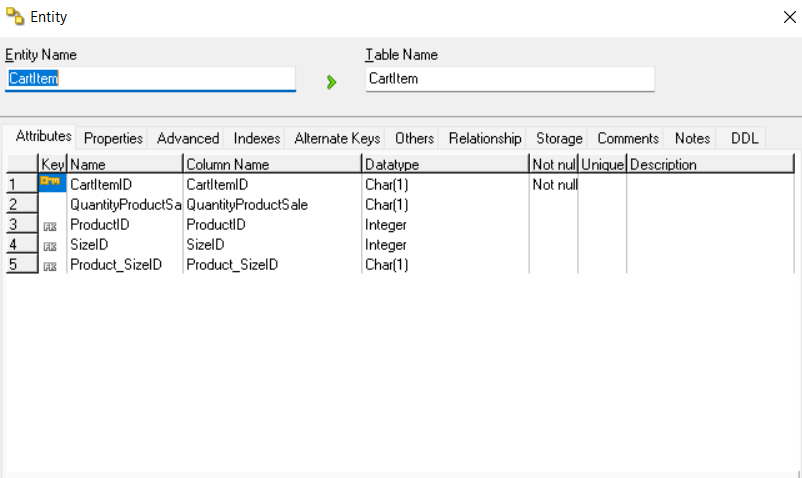 Entity
Entity Name Table Name
CartItem CartItem
Attributes Properties Advanced Indexes Alternate Keys Others Relationship Storage Comments Notes DDL
Key Name Column Name Datatype Not nul Unique Description
1 CartItemID CartItemID Char(1) Not null
2 QuantityProductSa QuantityProductSale Char(1)
3 FK ProductID ProductID Integer
4 FK SizeID SizeID Integer
5 FK Product_SizeID Product_SizeID Char(1)